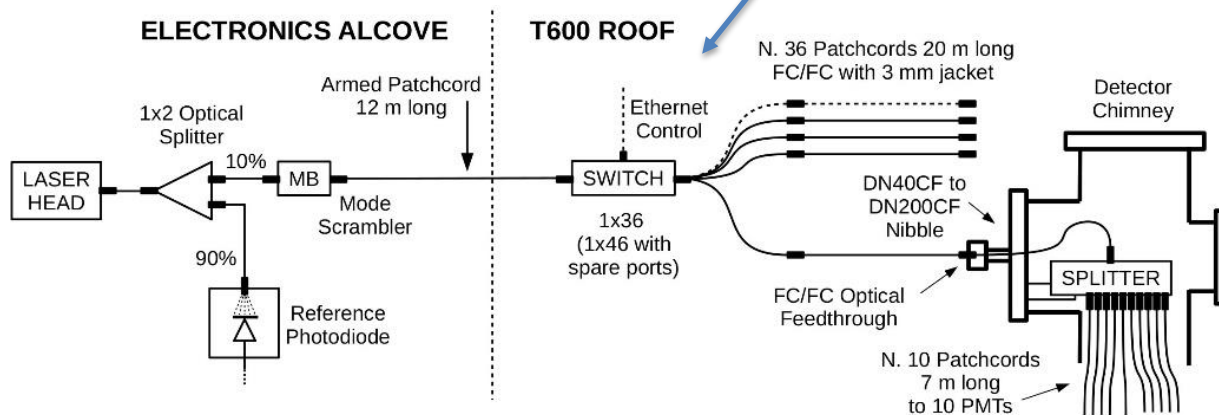 ELECTRONICS ALCOVE
T600 ROOF
N. 36 Patchcords 20 m long
FC/FC with 3 mm jacket
Armed Patchcord
12 m long
1x2 Optical
Splitter
Ethernet
Control
Detector
Chimney
10%
LASER
HEAD
MB
SWITCH
Mode
Scrambler
DN40CF to
DN200CF
Nibble
1x36
(1x46 with
spare ports)
90%
SPLITTER
Reference
Photodiode
FC/FC Optical
Feedthrough
N. 10 Patchcords
7 m long
to 10 PMTs